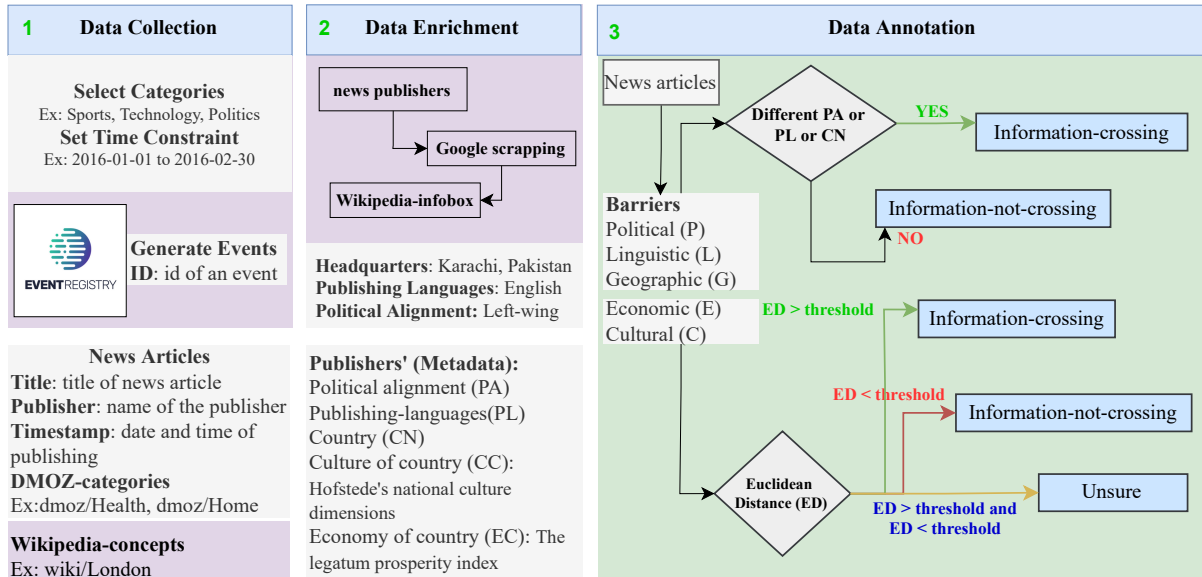 1 Data Collection
Select Categories
Ex: Sports, Technology, Politics
Set Time Constraint
Ex: 2016-01-01 to 2016-02-30
EVENTREGISTRY
Generate Events
ID: id of an event
News Articles
Title: title of news article
Publisher: name of the publisher
Timestamp: date and time of
publishing
DMOZ-categories
Ex:dmoz/Health, dmoz/Home
Wikipedia-concepts
Ex: wiki/London
2 Data Enrichment
news publishers
Google scrapping
Wikipedia-infobox
Headquarters: Karachi, Pakistan
Publishing Languages: English
Political Alignment: Left-wing
Publishers' (Metadata):
Political alignment (PA)
Publishing-languages(PL)
Country (CN)
Culture of country (CC):
Hofstede's national culture
dimensions
Economy of country (EC): The
legatum prosperity index
3 Data Annotation
News articles
Different PA or
PL or CN
YES
Information-crossing
Information-not-crossing
NO
Barriers
Political (P)
Linguistic (L)
Geographic (G)
Economic (E)
Cultural (C)
ED > threshold
Information-crossing
ED < threshold
Information-not-crossing
Euclidean
Distance (ED)
Unsure
ED > threshold and
ED < threshold